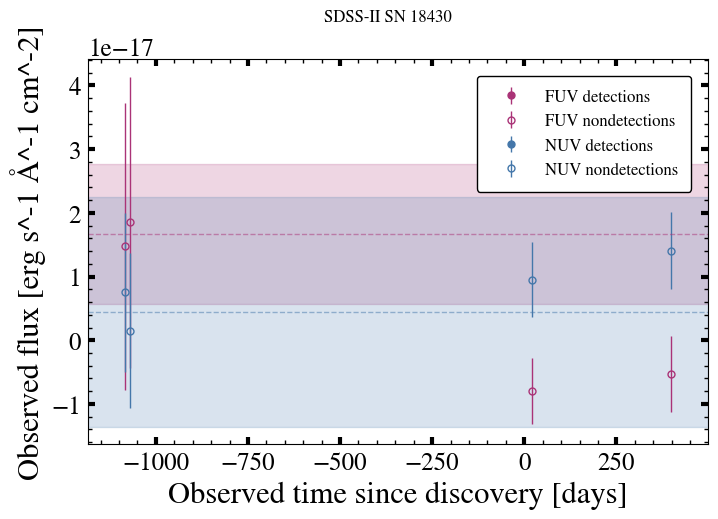 SDSS-II SN 18430
1e−17
FUV detections
FUV nondetections
NUV detections
NUV nondetections
4
3
2
1
0
−1
−1000
−750
−500
−250
0
250
Observed time since discovery [days]
Observed flux [erg s^-1 Å^-1 cm^-2]